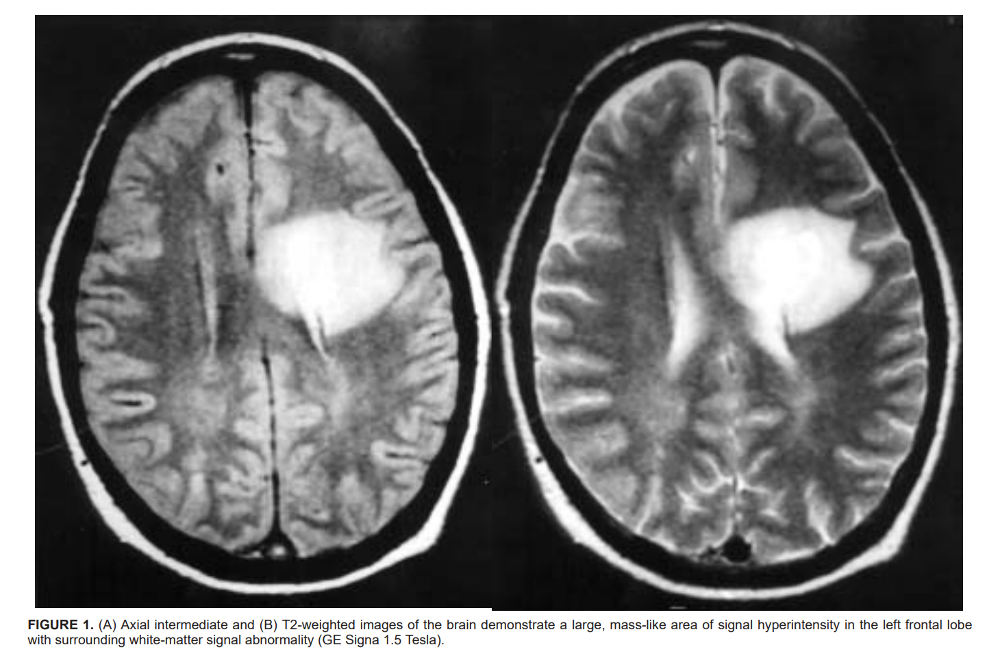 FIGURE 1. (A) Axial intermediate and (B) T2-weighted images of the brain demonstrate a large, mass-like area of signal hyperintensity in the left frontal lobe
with surrounding white-matter signal abnormality (GE Signa 1.5 Tesla).